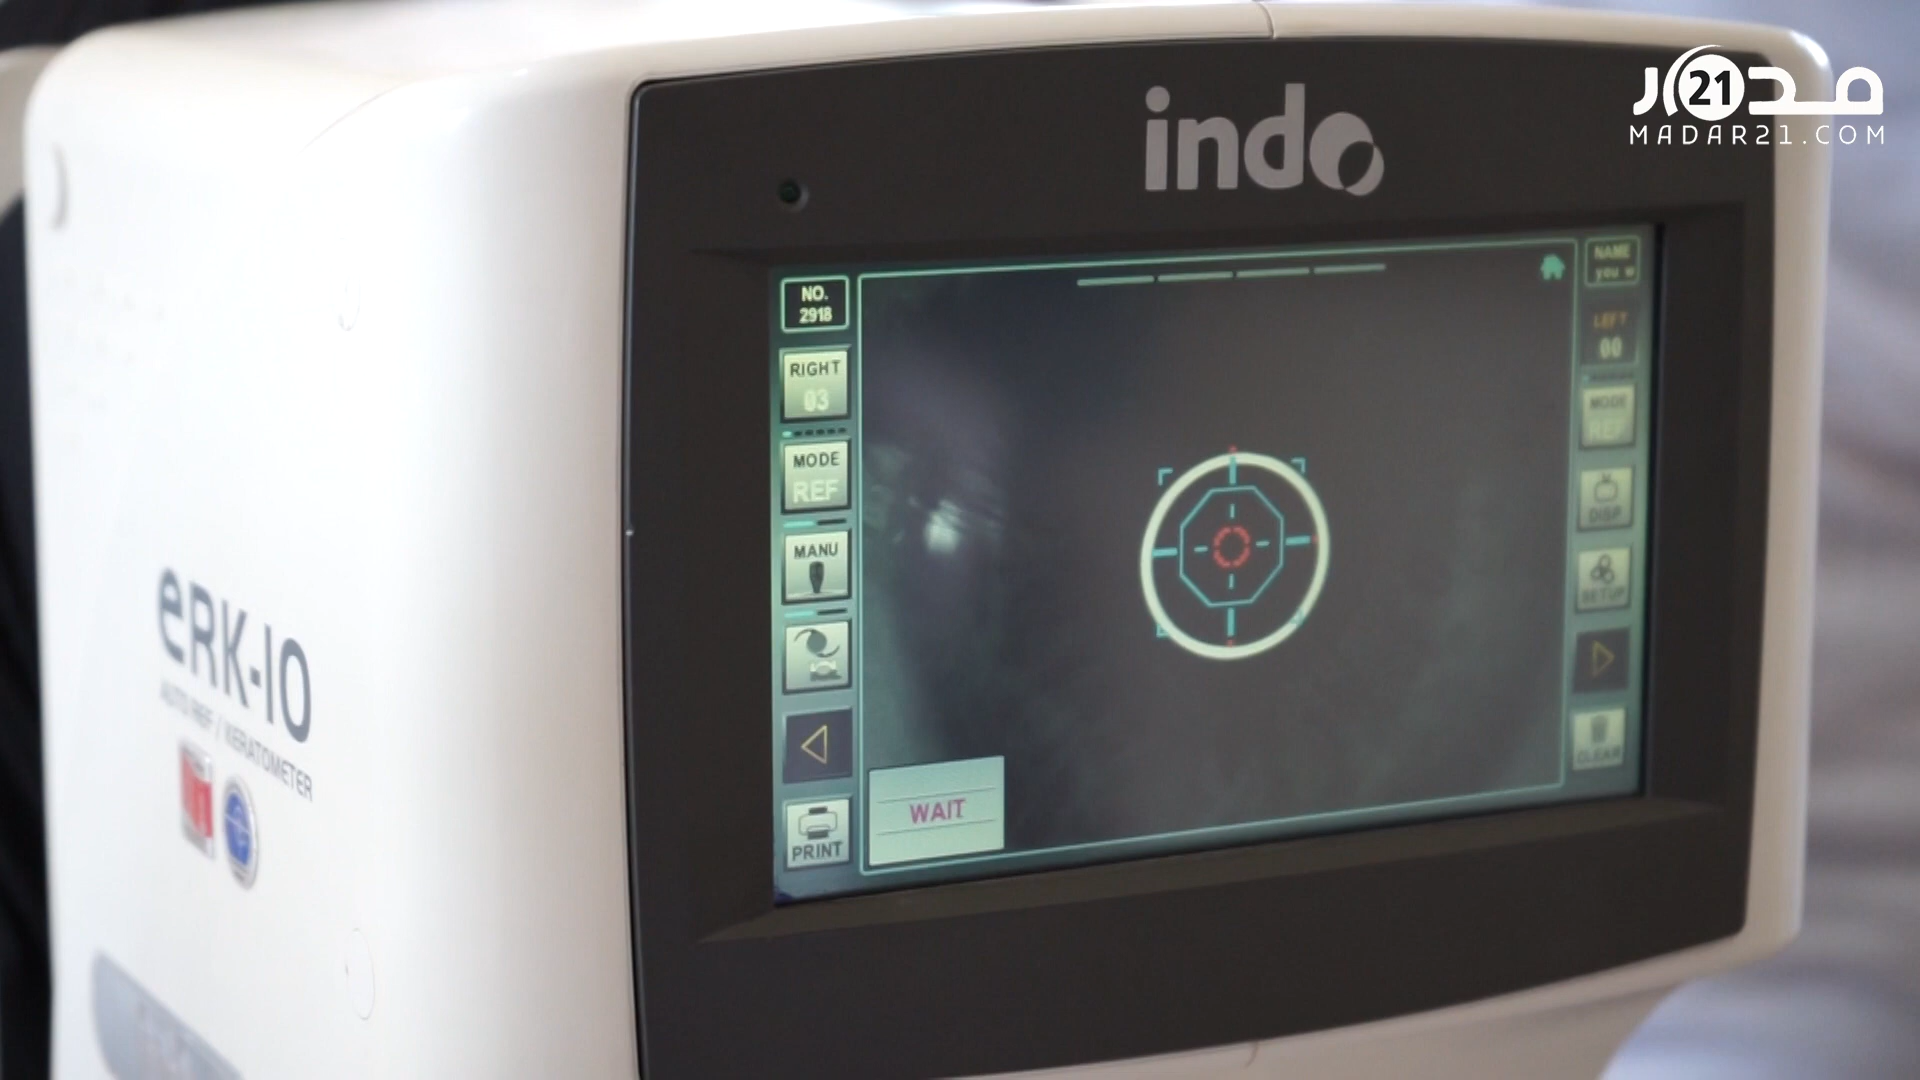 مدار 21
MADAR21.COM
indo
NO.
2918
RIGHT
03
MODE
REF
MANU
PRINT
WAIT
NAME
you w
LEFT
00
MODE
REF
DISP
SETUP
CLEAR
eRK-10
AUTO REF / KERATOMETER